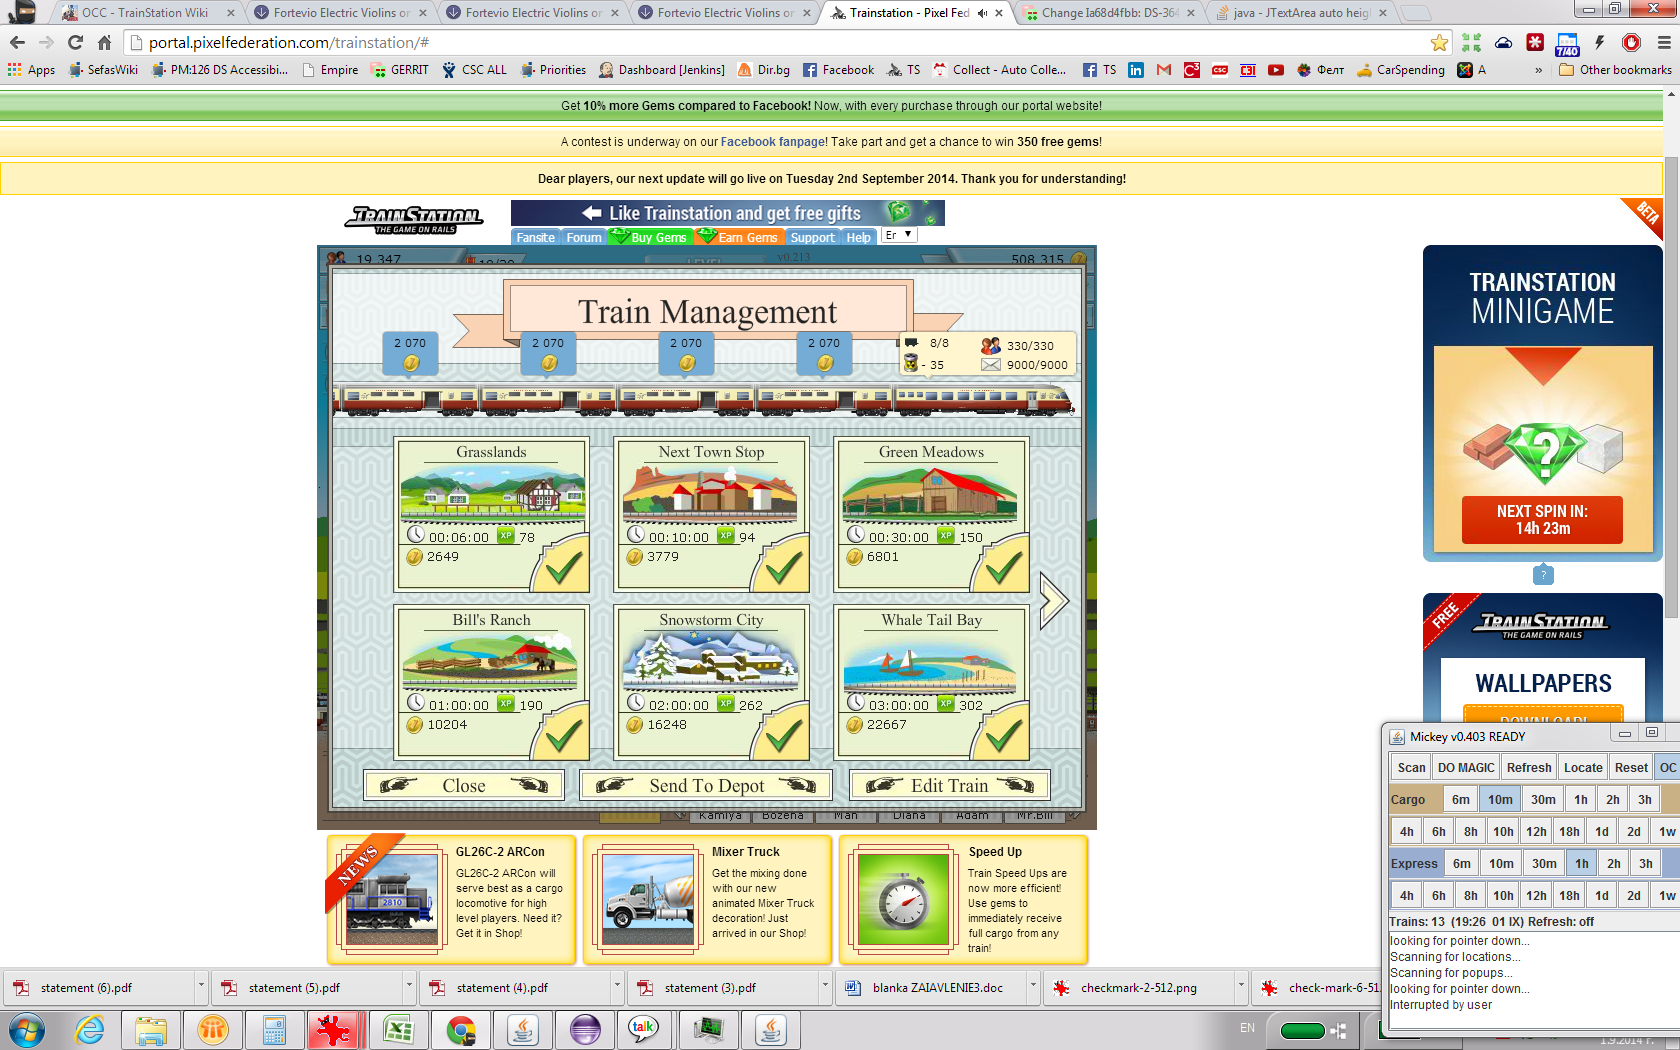 OCC - TrainStation Wiki
Fortevio Electric Violins or
Fortevio Electric Violins or
Fortevio Electric Violins or
Trainstation - Pixel Fed
Change Ia68d4fbb: DS-364
java - JTextArea auto heig
portal.pixelfederation.com/trainstation/#
7/40
Apps
SefasWiki
PM:126 DS Accessibi...
Empire
GERRIT
CSC ALL
Priorities
Dashboard [Jenkins]
Dir.bg
Facebook
TS
Collect - Auto Colle...
TS
Фелт
CarSpending
A
»
Other bookmarks
Get 10% more Gems compared to Facebook! Now, with every purchase through our portal website!
A contest is underway on our Facebook fanpage! Take part and get a chance to win 350 free gems!
Dear players, our next update will go live on Tuesday 2nd September 2014. Thank you for understanding!
TRAINSTATION
THE GAME ON RAILS
Like Trainstation and get free gifts
Fansite Forum Buy Gems Earn Gems Support Help Er
BETA
19 347
LEVEL
v0.213
508 315
Train Management
2 070
2 070
2 070
2 070
8/8
330/330
- 35
9000/9000
Grasslands
00:06:00 XP 78
2649
Next Town Stop
00:10:00 XP 94
3779
Green Meadows
00:30:00 XP 150
6801
Bill's Ranch
01:00:00 XP 190
10204
Snowstorm City
02:00:00 XP 262
16248
Whale Tail Bay
03:00:00 XP 302
22667
Close
Send To Depot
Edit Train
Kamiya Bozena Man Diana Adam Mr.Bill
TRAINSTATION
MINIGAME
?
NEXT SPIN IN:
14h 23m
?
FREE
TRAINSTATION
THE GAME ON RAILS
WALLPAPERS
DOWNLOAD!
NEWS
2810
GL26C-2 ARCon
GL26C-2 ARCon will
serve best as a cargo
locomotive for high
level players. Need it?
Get it in Shop!
Mixer Truck
Get the mixing done
with our new
animated Mixer Truck
decoration! Just
arrived in our Shop!
Speed Up
Train Speed Ups are
now more efficient!
Use gems to
immediately receive
full cargo from any
train!
Mickey v0.403 READY
Scan DO MAGIC Refresh Locate Reset OC
Cargo 6m 10m 30m 1h 2h 3h
4h 6h 8h 10h 12h 18h 1d 2d 1w
Express 6m 10m 30m 1h 2h 3h
4h 6h 8h 10h 12h 18h 1d 2d 1w
Trains: 13 (19:26 01 IX) Refresh: off
looking for pointer down...
Scanning for locations...
Scanning for popups...
looking for pointer down...
Interrupted by user
statement (6).pdf
statement (5).pdf
statement (4).pdf
statement (3).pdf
blanka ZAIAVLENIE3.doc
checkmark-2-512.png
check-mark-6-51
talk
EN
1.9.2014 г.